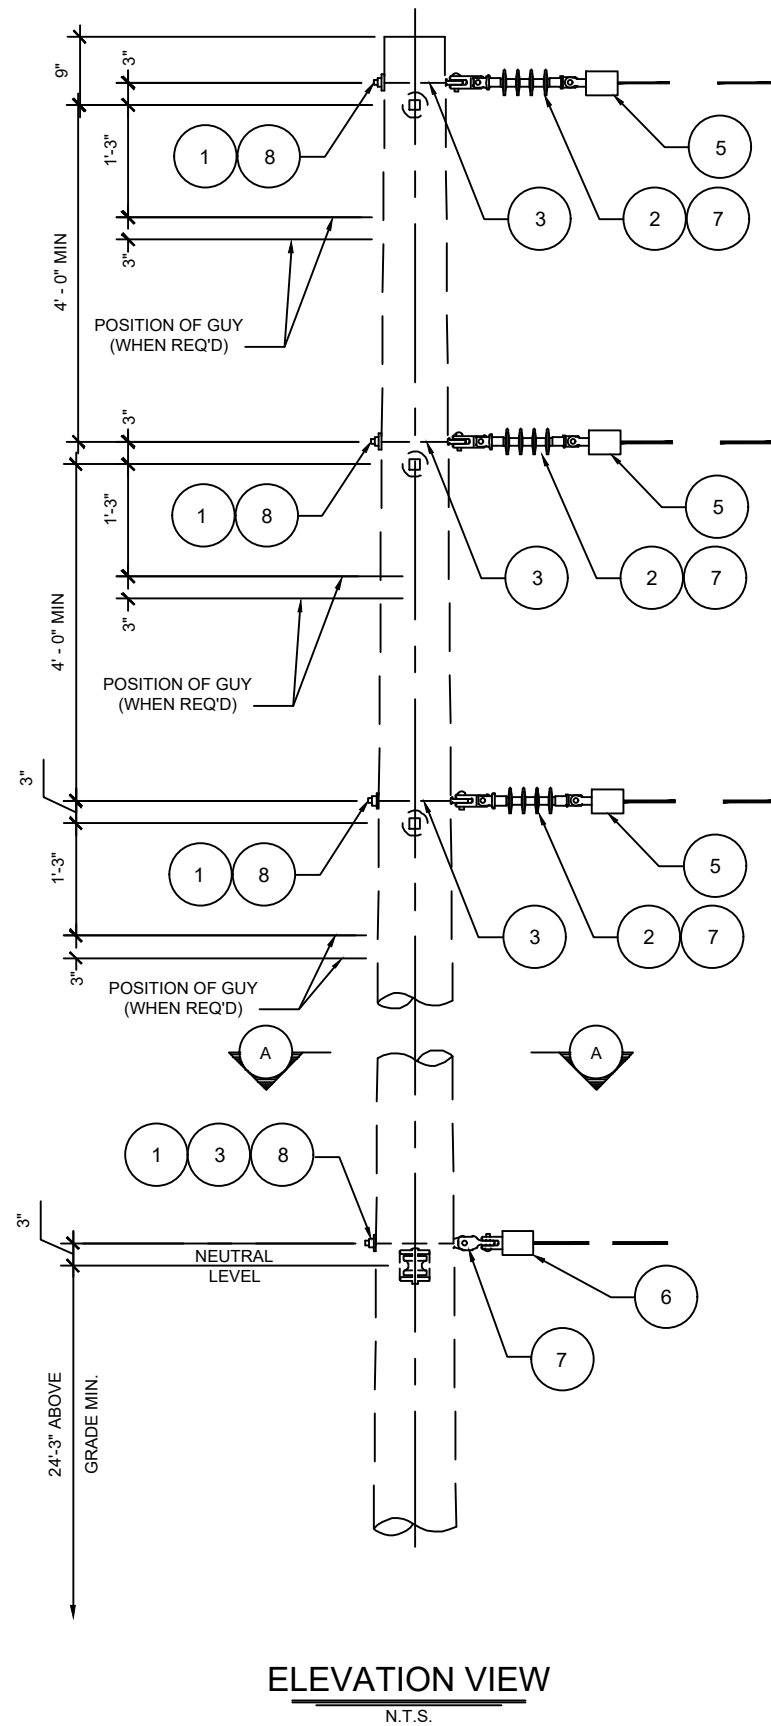 9"
3"
1 8
5
1'-3"
3
2 7
3"
4' - 0" MIN
POSITION OF GUY
(WHEN REQ'D)
3"
1 8
5
1'-3"
3
2 7
3"
4' - 0" MIN
POSITION OF GUY
(WHEN REQ'D)
3"
1 8
5
1'-3"
3
2 7
3"
POSITION OF GUY
(WHEN REQ'D)
A
A
1 3 8
3"
NEUTRAL
LEVEL
6
7
24'-3" ABOVE
GRADE MIN.
ELEVATION VIEW
N.T.S.